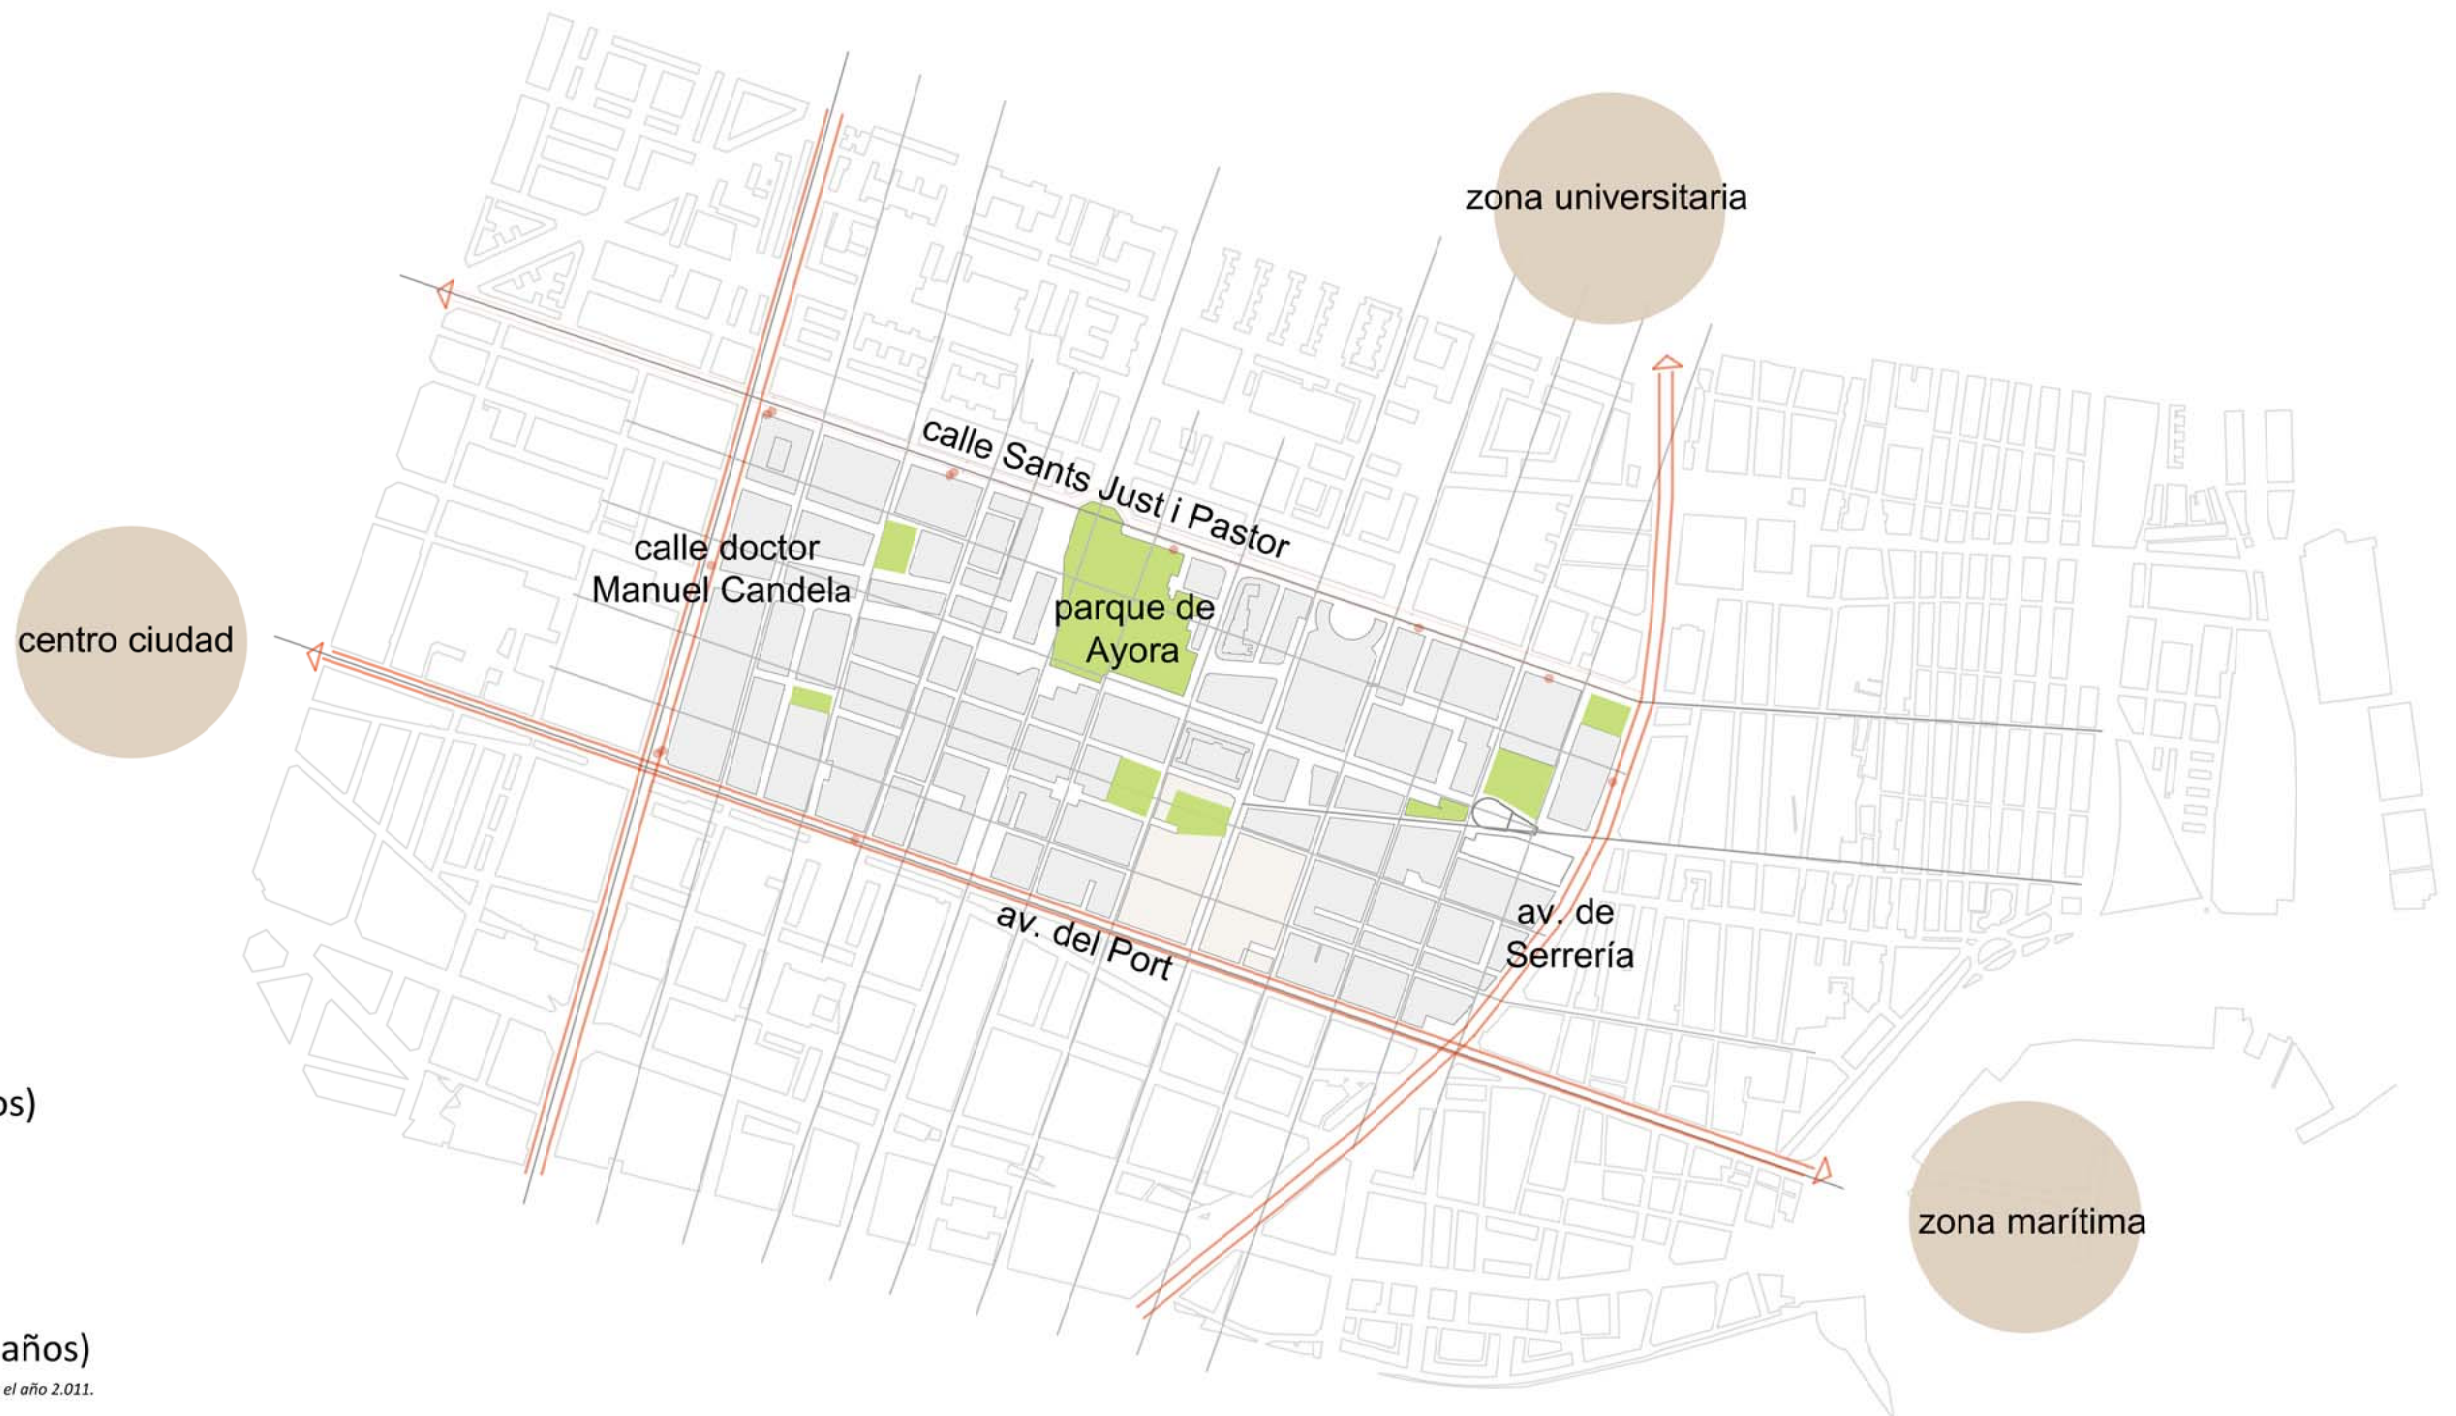 zona universitaria
calle Sants Just i Pastor
calle doctor
Manuel Candela
parque de
Ayora
centro ciudad
av. de
Serrería
av. del Port
os)
zona marítima
años)
el año 2.011.